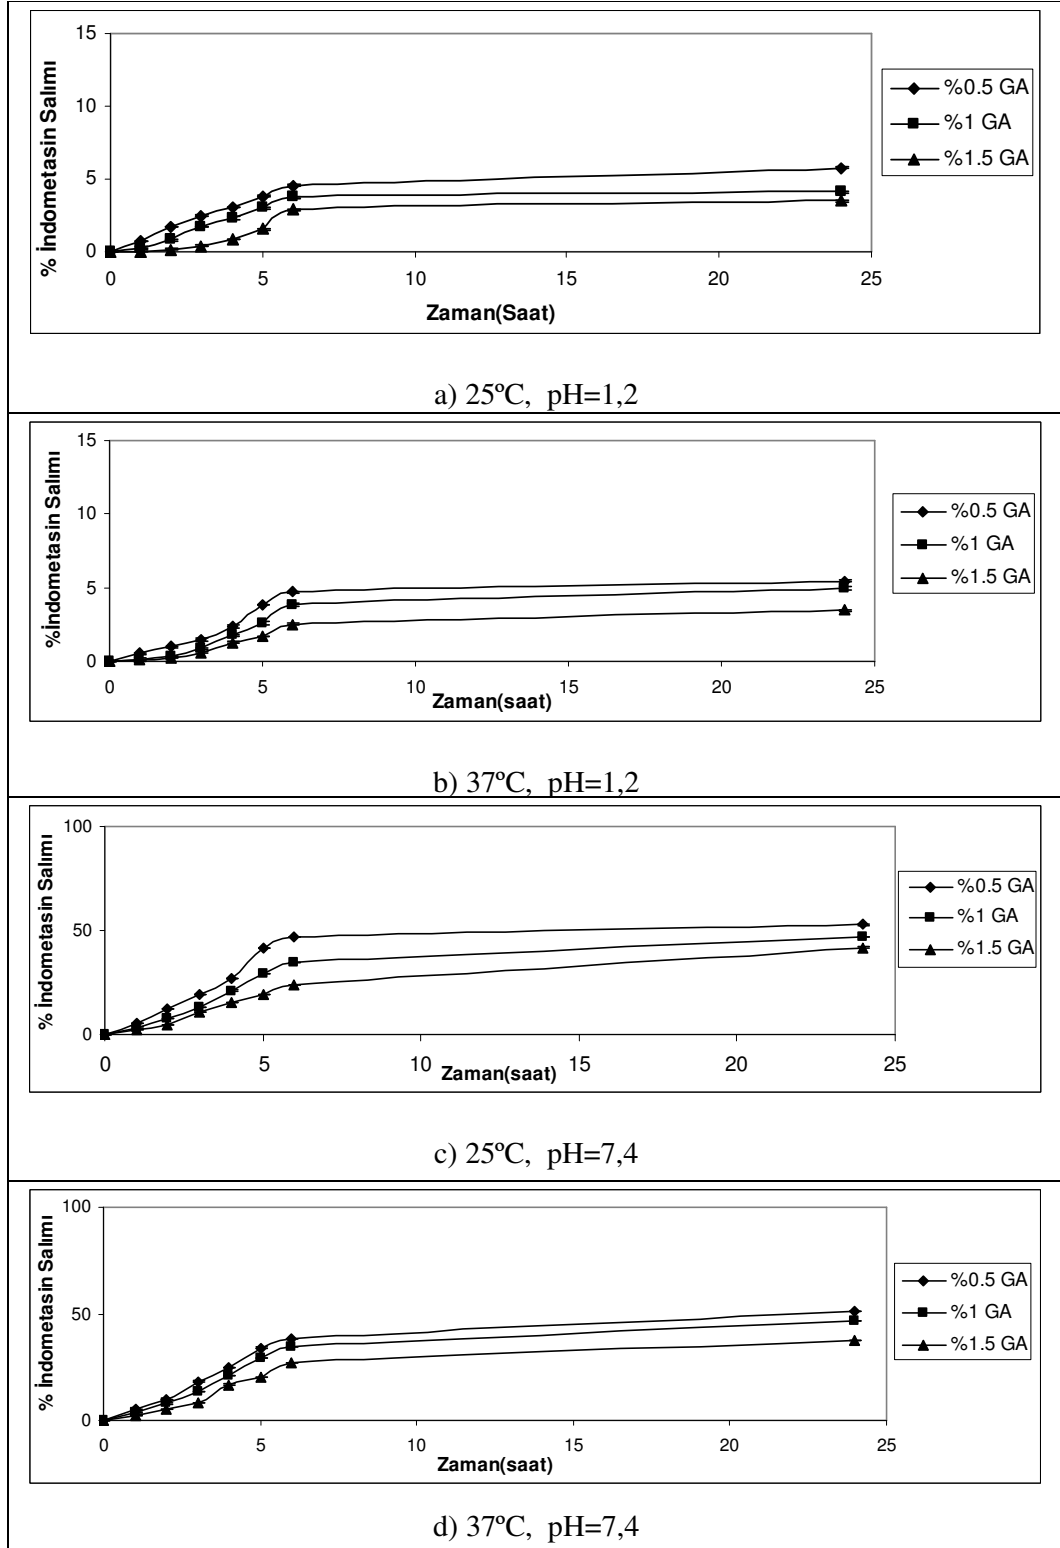 15
10
5
0
% İndometasin Salımı
0 5 10 15 20 25
Zaman(Saat)
%0.5 GA
%1 GA
%1.5 GA
a) 25ºC, pH=1,2
15
10
5
0
%indometasin Salımı
0 5 10 15 20 25
Zaman(saat)
%0.5 GA
%1 GA
%1.5 GA
b) 37ºC, pH=1,2
100
50
0
% İndometasin Salımı
0 5 10 15 20 25
Zaman(saat)
%0.5 GA
%1 GA
%1.5 GA
c) 25ºC, pH=7,4
100
50
0
% İndometasin Salımı
0 5 10 15 20 25
Zaman(saat)
%0.5 GA
%1 GA
%1.5 GA
d) 37ºC, pH=7,4